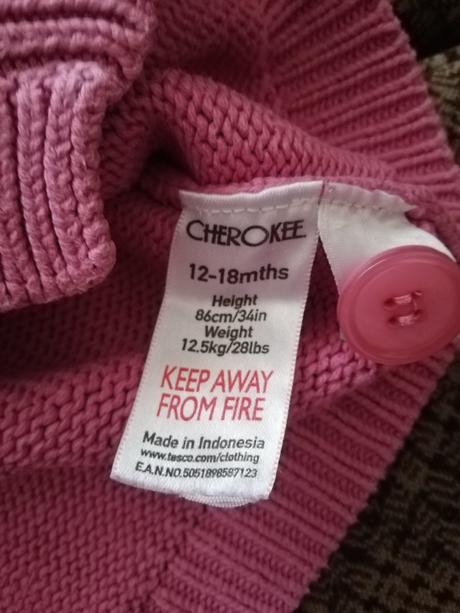 CHEROKEE
12-18mths
Height
86cm/34in
Weight
12.5kg/28lbs
KEEP AWAY
FROM FIRE
Made in Indonesia
www.tesco.com/clothing
E.A.N.NO.5051898587123